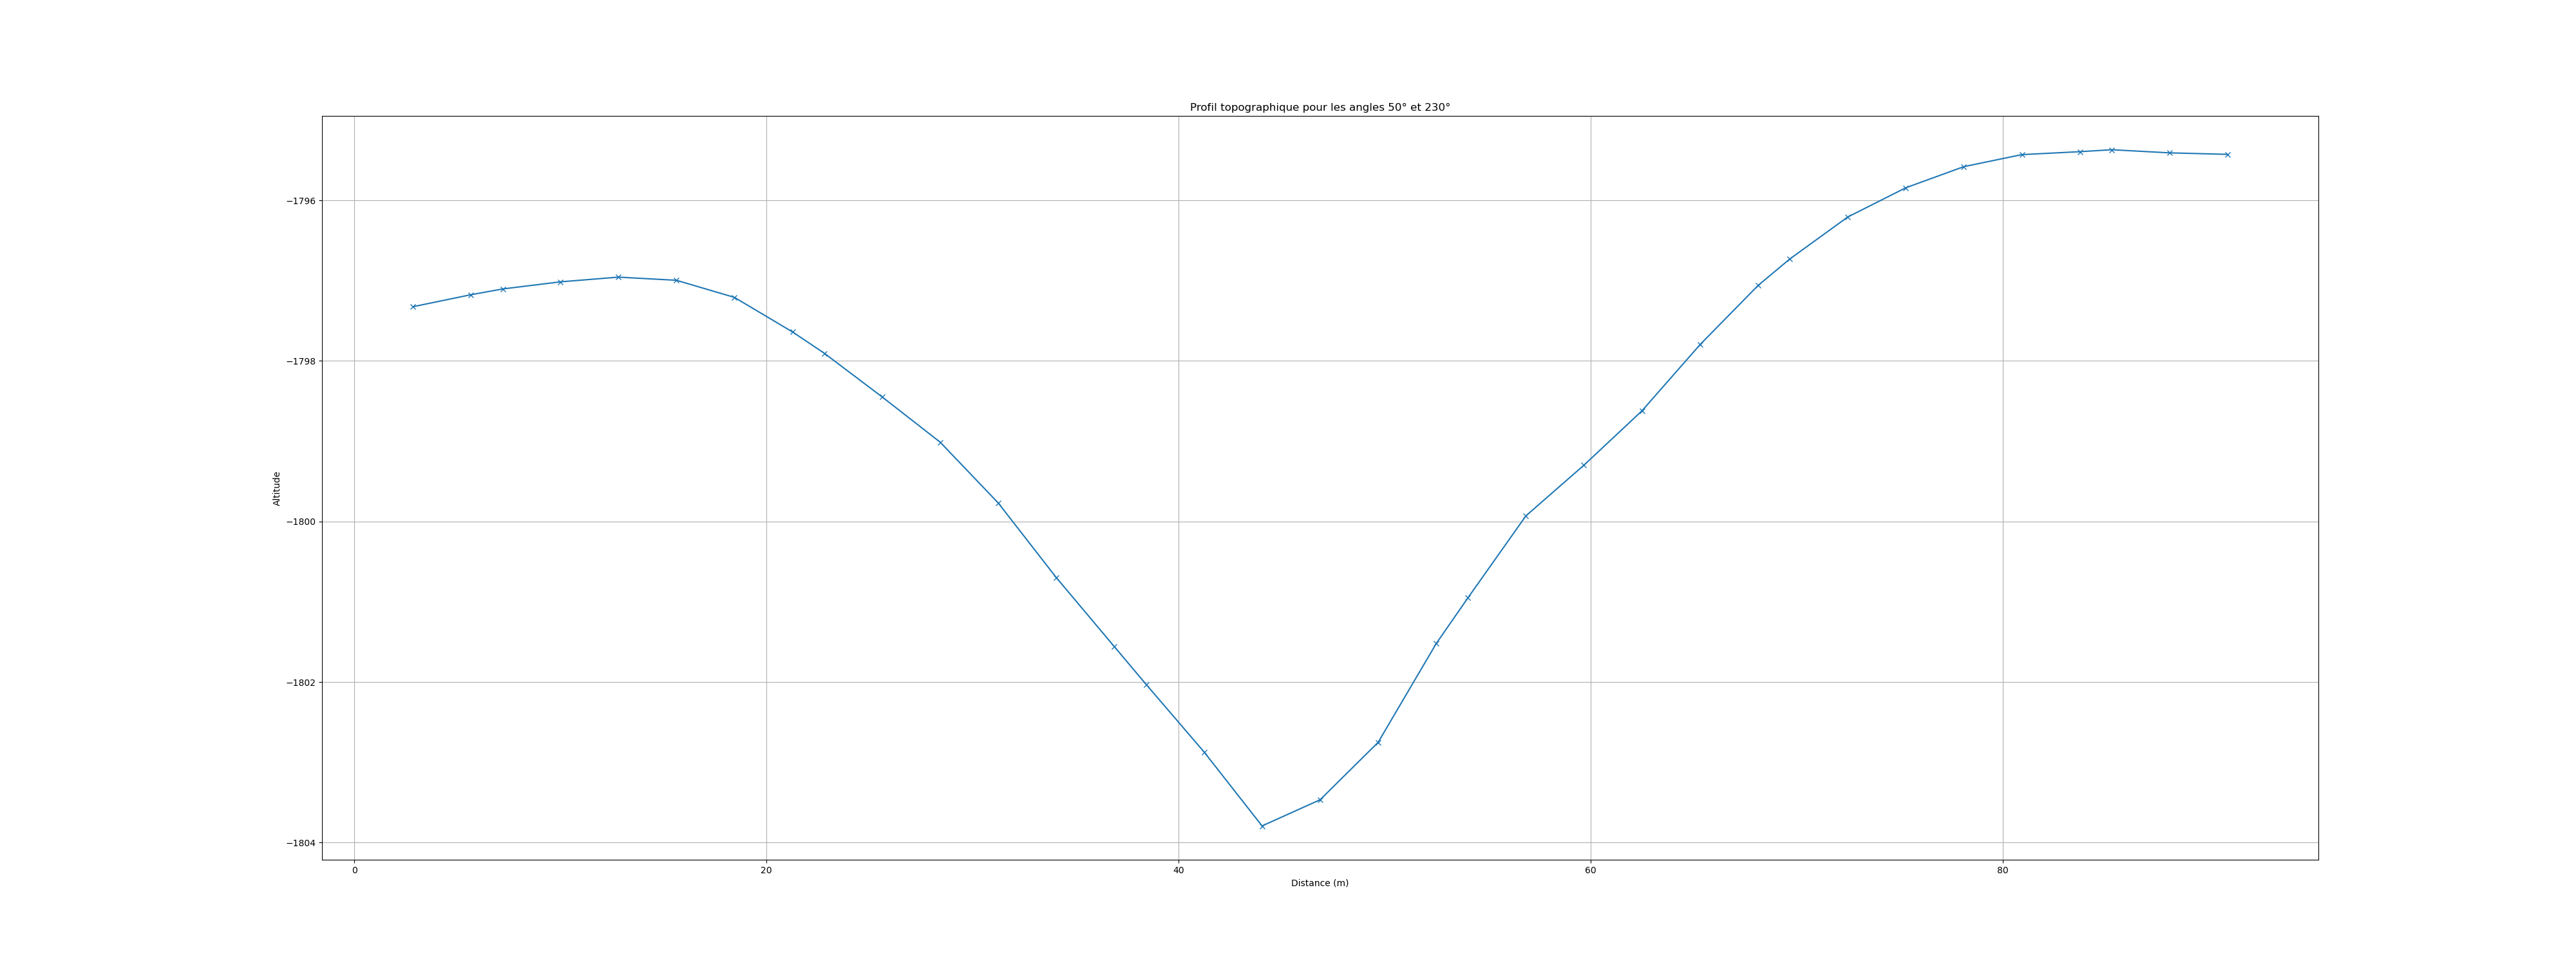 Profil topographique pour les angles 50° et 230°
Altitude
−1796
−1798
−1800
−1802
−1804
0 20 40 60 80
Distance (m)